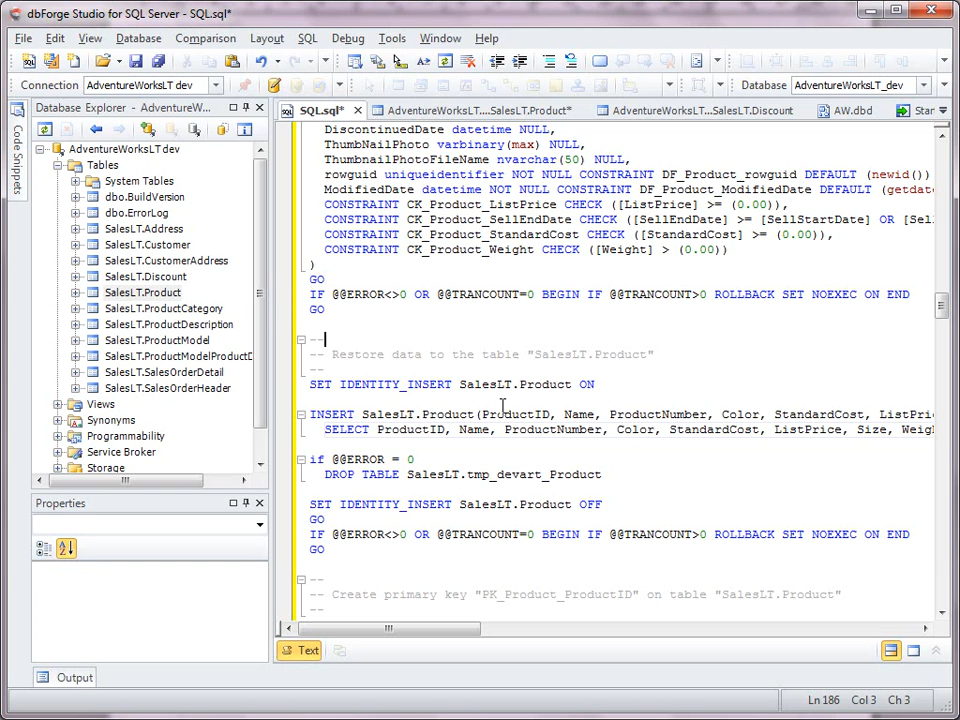 dbForge Studio for SQL Server - SQL.sql*
File Edit View Database Comparison Layout SQL Debug Tools Window Help
Connection AdventureWorksLT dev Database AdventureWorksLT_dev
Code Snippets
Database Explorer - AdventureW...
AdventureWorksLT dev
Tables
System Tables
dbo.BuildVersion
dbo.ErrorLog
SalesLT.Address
SalesLT.Customer
SalesLT.CustomerAddress
SalesLT.Discount
SalesLT.Product
SalesLT.ProductCategory
SalesLT.ProductDescription
SalesLT.ProductModel
SalesLT.ProductModelProductD
SalesLT.SalesOrderDetail
SalesLT.SalesOrderHeader
Views
Synonyms
Programmability
Service Broker
Storage
Properties
SQL.sql* AdventureWorksLT....SalesLT.Product* AdventureWorksLT....SalesLT.Discount AW.dbd Star
DiscontinuedDate datetime NULL,
ThumbNailPhoto varbinary(max) NULL,
ThumbnailPhotoFileName nvarchar(50) NULL,
rowguid uniqueidentifier NOT NULL CONSTRAINT DF_Product_rowguid DEFAULT (newid())
ModifiedDate datetime NOT NULL CONSTRAINT DF_Product_ModifiedDate DEFAULT (getdate
CONSTRAINT CK_Product_ListPrice CHECK ([ListPrice] >= (0.00)),
CONSTRAINT CK_Product_SellEndDate CHECK ([SellEndDate] >= [SellStartDate] OR [Sel
CONSTRAINT CK_Product_StandardCost CHECK ([StandardCost] >= (0.00)),
CONSTRAINT CK_Product_Weight CHECK ([Weight] > (0.00))
)
GO
IF @@ERROR<>0 OR @@TRANCOUNT=0 BEGIN IF @@TRANCOUNT>0 ROLLBACK SET NOEXEC ON END
GO
--
-- Restore data to the table "SalesLT.Product"
--
SET IDENTITY_INSERT SalesLT.Product ON
INSERT SalesLT.Product(ProductID, Name, ProductNumber, Color, StandardCost, ListPric
SELECT ProductID, Name, ProductNumber, Color, StandardCost, ListPrice, Size, Weigh
if @@ERROR = 0
DROP TABLE SalesLT.tmp_devart_Product
SET IDENTITY_INSERT SalesLT.Product OFF
GO
IF @@ERROR<>0 OR @@TRANCOUNT=0 BEGIN IF @@TRANCOUNT>0 ROLLBACK SET NOEXEC ON END
GO
--
-- Create primary key "PK_Product_ProductID" on table "SalesLT.Product"
--
Text
Output
Ln 186 Col 3 Ch 3